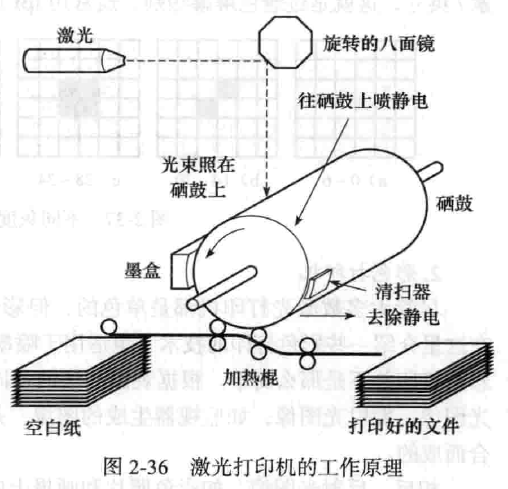 激光
旋转的八面镜
往硒鼓上喷静电
光束照在
硒鼓上
硒鼓
墨盒
清扫器
去除静电
加热棍
空白纸
打印好的文件
图 2-36 激光打印机的工作原理